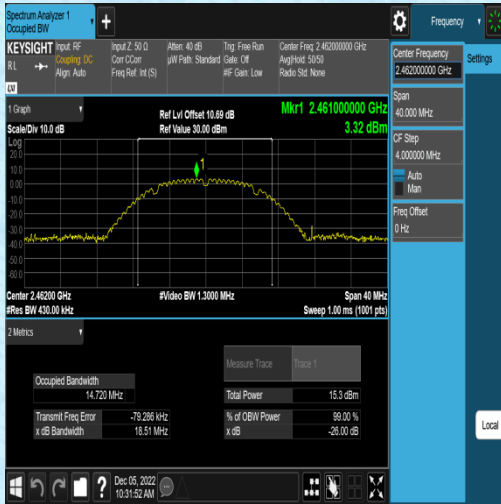 Spectrum Analyzer 1
Occupied BW
Frequency
KEYSIGHT
RL
Input: RF
Coupling: DC
Align: Auto
Input Z: 50 Ω
Corr CCorr
Freq Ref: Int (S)
Atten: 40 dB
µW Path: Standard
Trig: Free Run
Gate: Off
#IF Gain: Low
Center Freq: 2.462000000 GHz
Avg|Hold: 50/50
Radio Std: None
Center Frequency
2.462000000 GHz
Settings
Span
40.000 MHz
CF Step
4.000000 MHz
Auto
Man
Freq Offset
0 Hz
Local
1 Graph
Scale/Div 10.0 dB
Ref Lvl Offset 10.69 dB
Ref Value 30.00 dBm
Mkr1 2.461000000 GHz
3.32 dBm
Log
20.0
10.0
0.00
-10.0
-20.0
-30.0
-40.0
-50.0
-60.0
1
Center 2.46200 GHz
#Res BW 430.00 kHz
#Video BW 1.3000 MHz
Span 40 MHz
Sweep 1.00 ms (1001 pts)
2 Metrics
Measure Trace
Trace 1
Occupied Bandwidth
14.720 MHz
Total Power
15.3 dBm
Transmit Freq Error
-79.286 kHz
% of OBW Power
99.00 %
x dB Bandwidth
18.51 MHz
x dB
-26.00 dB
?
Dec 05, 2022
10:31:52 AM